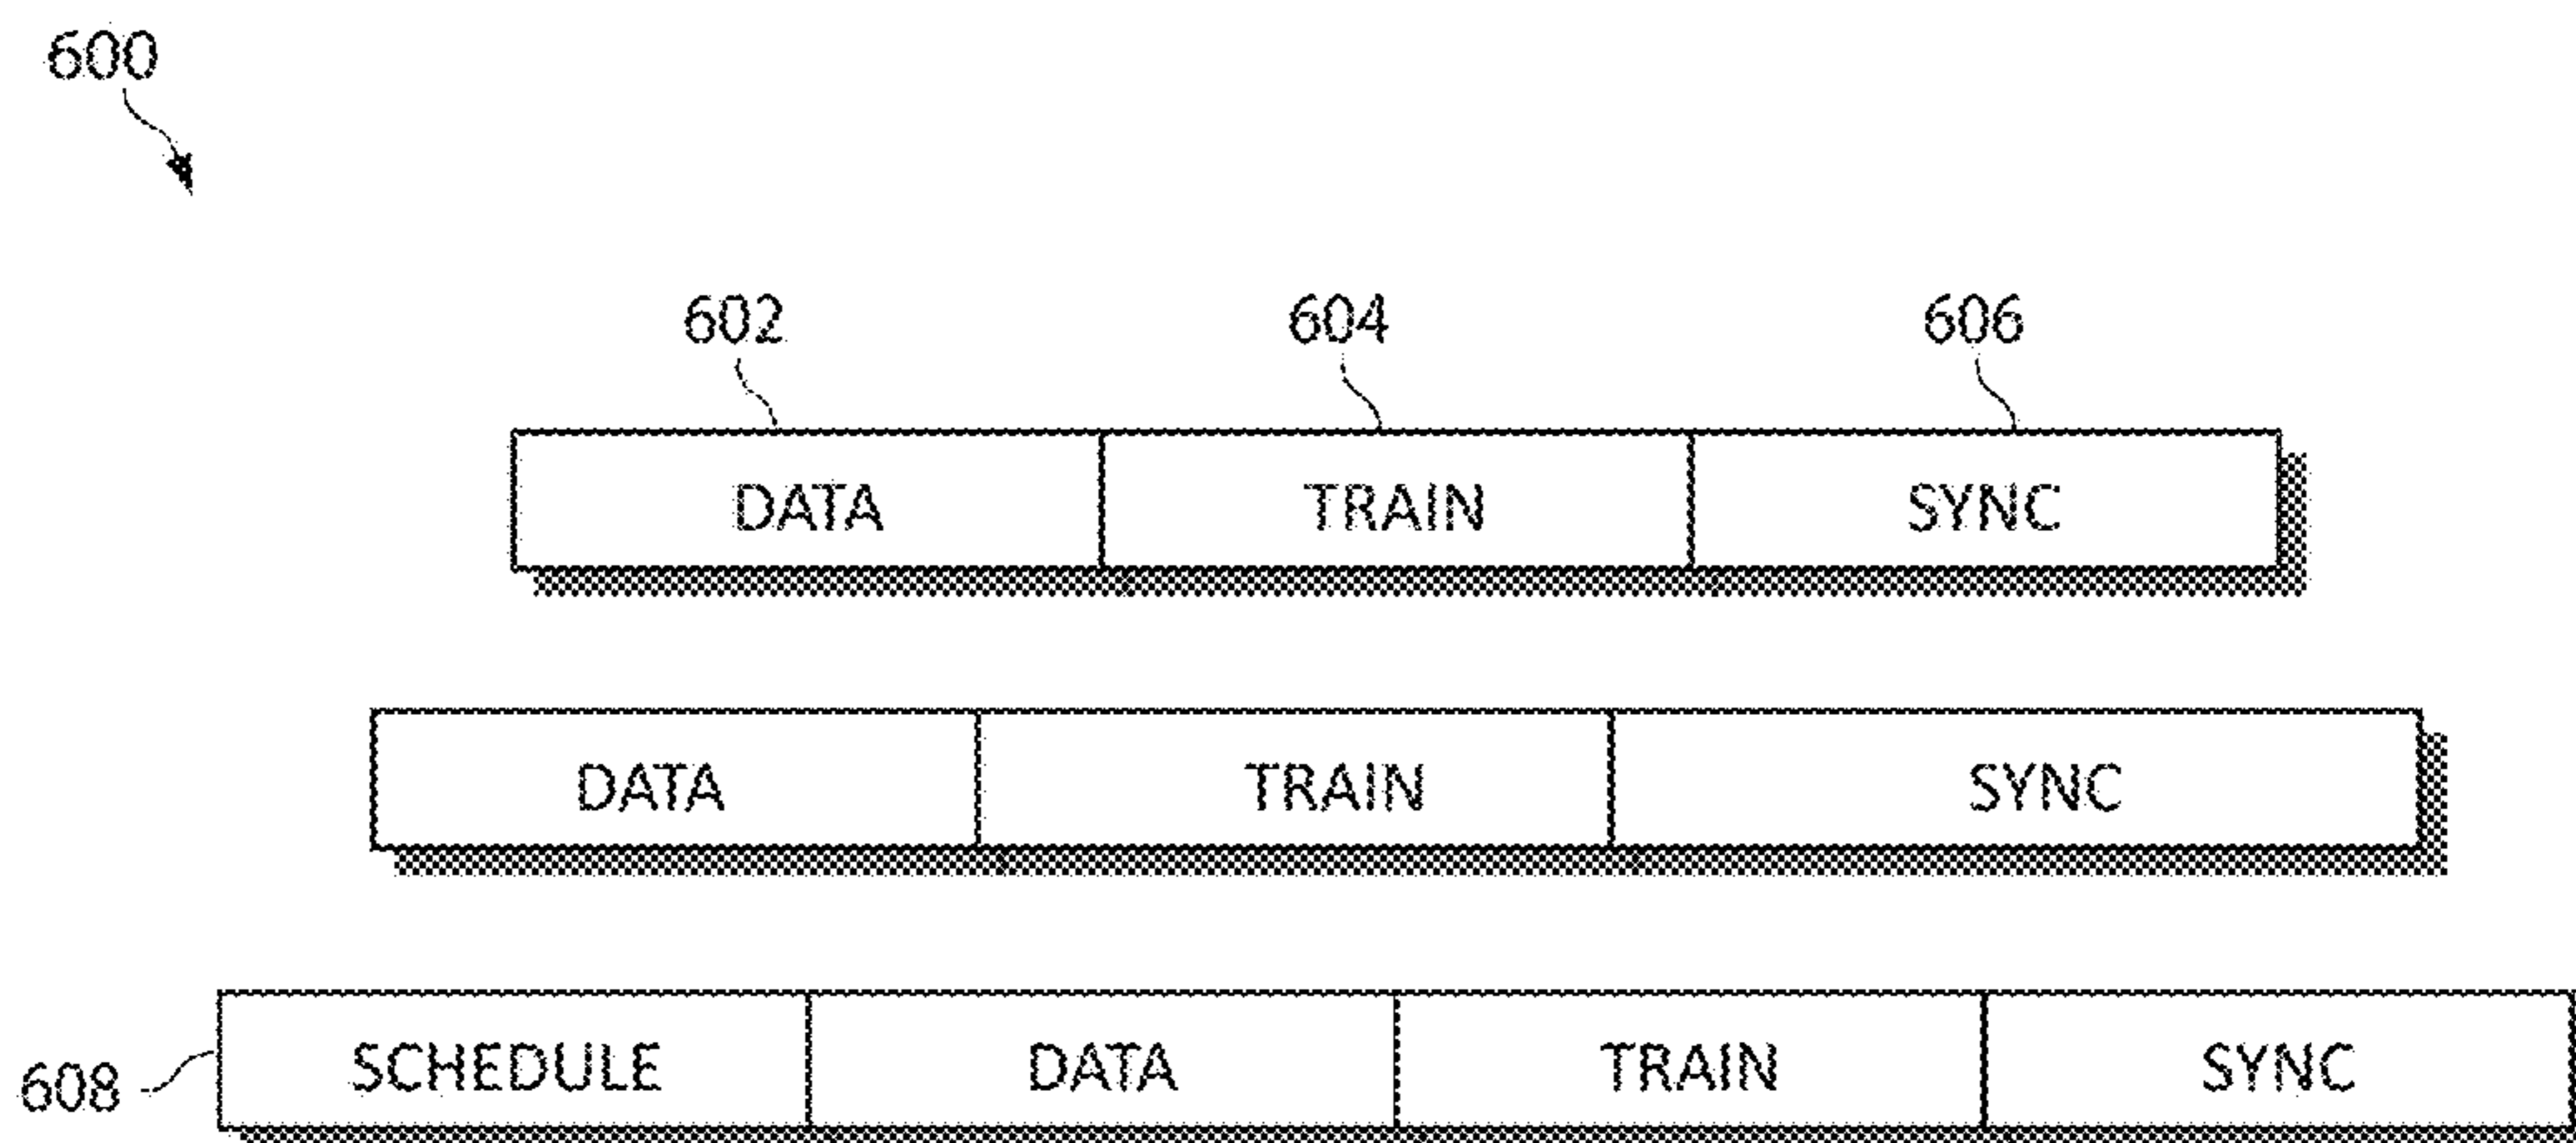 600
602 604 606
DATA TRAIN SYNC
DATA TRAIN SYNC
SCHEDULE DATA TRAIN SYNC
608